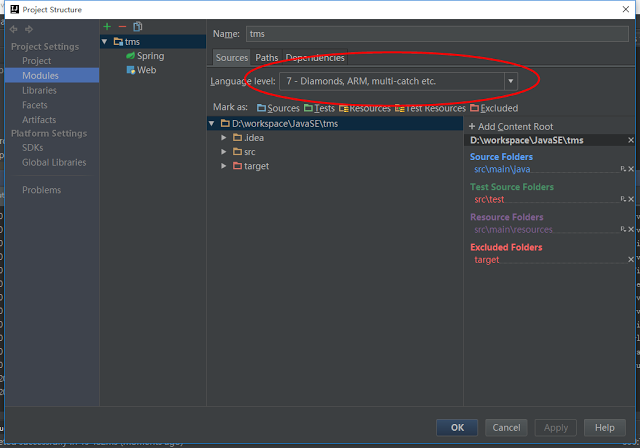 Project Structure
Name: tms
tms
Spring
Web
Project Settings
Project
Modules
Libraries
Facets
Artifacts
Platform Settings
SDKs
Global Libraries
Problems
Sources Paths Dependencies
Language level: 7 - Diamonds, ARM, multi-catch etc.
Mark as: Sources Tests Resources Test Resources Excluded
D:\workspace\JavaSE\tms
.idea
src
target
+ Add Content Root
D:\workspace\JavaSE\tms
Source Folders
src\main\java
Test Source Folders
src\test
Resource Folders
src\main\resources
Excluded Folders
target
OK Cancel Apply Help